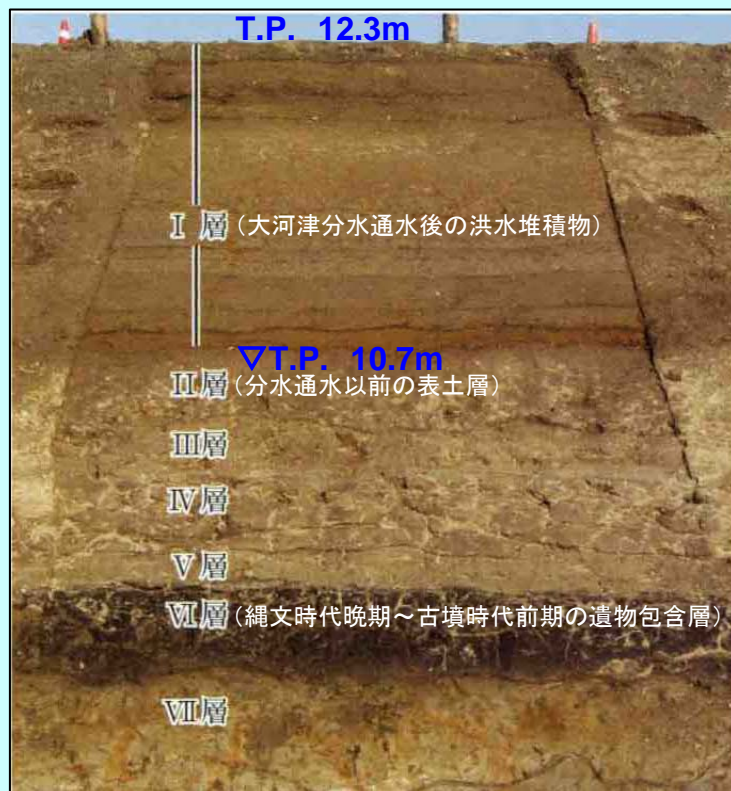 T.P. 12.3m
Ⅰ層（大河津分水通水後の洪水堆積物）
▽T.P. 10.7m
Ⅱ層（分水通水以前の表土層）
Ⅲ層
Ⅳ層
Ⅴ層
Ⅵ層（縄文時代晩期～古墳時代前期の遺物包含層）
Ⅶ層